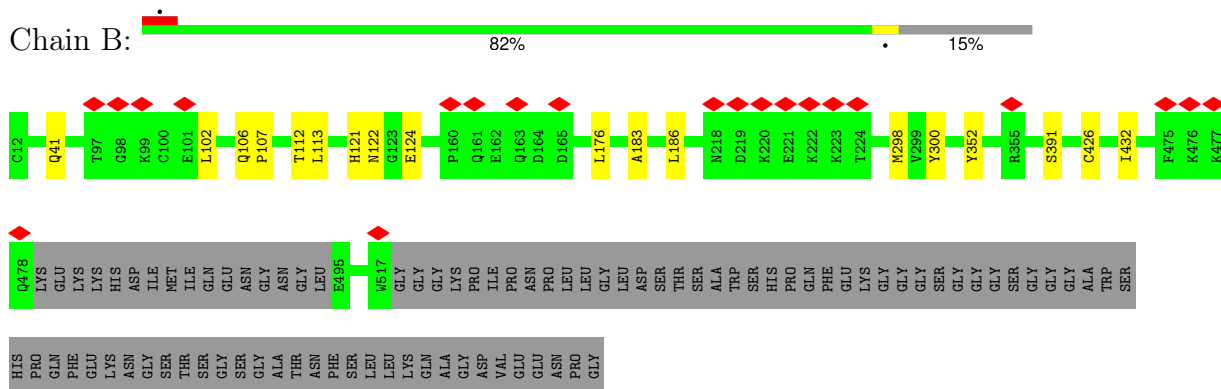 Chain B:
•
82%
•
15%
C12 Q41 T97 G98 K99 C100 E101 L102 Q106 P107 T112 L113 H121 N122 G123 E124 P160 Q161 E162 Q163 D164 D165 L176 A183 L186 N218 D219 K220 E221 K222 K223 T224 M298 V299 Y300 Y352 R355 S391 C426 I432 F475 K476 K477
Q478 LYS GLU LYS LYS HIS ASP ILE MET ILE GLN GLU ASN GLY ASN GLY LEU E495 W517 GLY GLY GLY LYS PRO ILE PRO ASN PRO LEU LEU GLY LEU ASP SER THR SER ALA TRP SER HIS PRO GLN PHE GLU LYS GLY GLY GLY SER GLY GLY GLY GLY SER GLY GLY GLY ALA TRP SER
HIS PRO GLN PHE GLU LYS ASN GLY SER THR SER GLY SER GLY ALA THR ASN PHE SER LEU LEU LYS GLN ALA GLY ASP VAL GLU GLU ASN PRO GLY